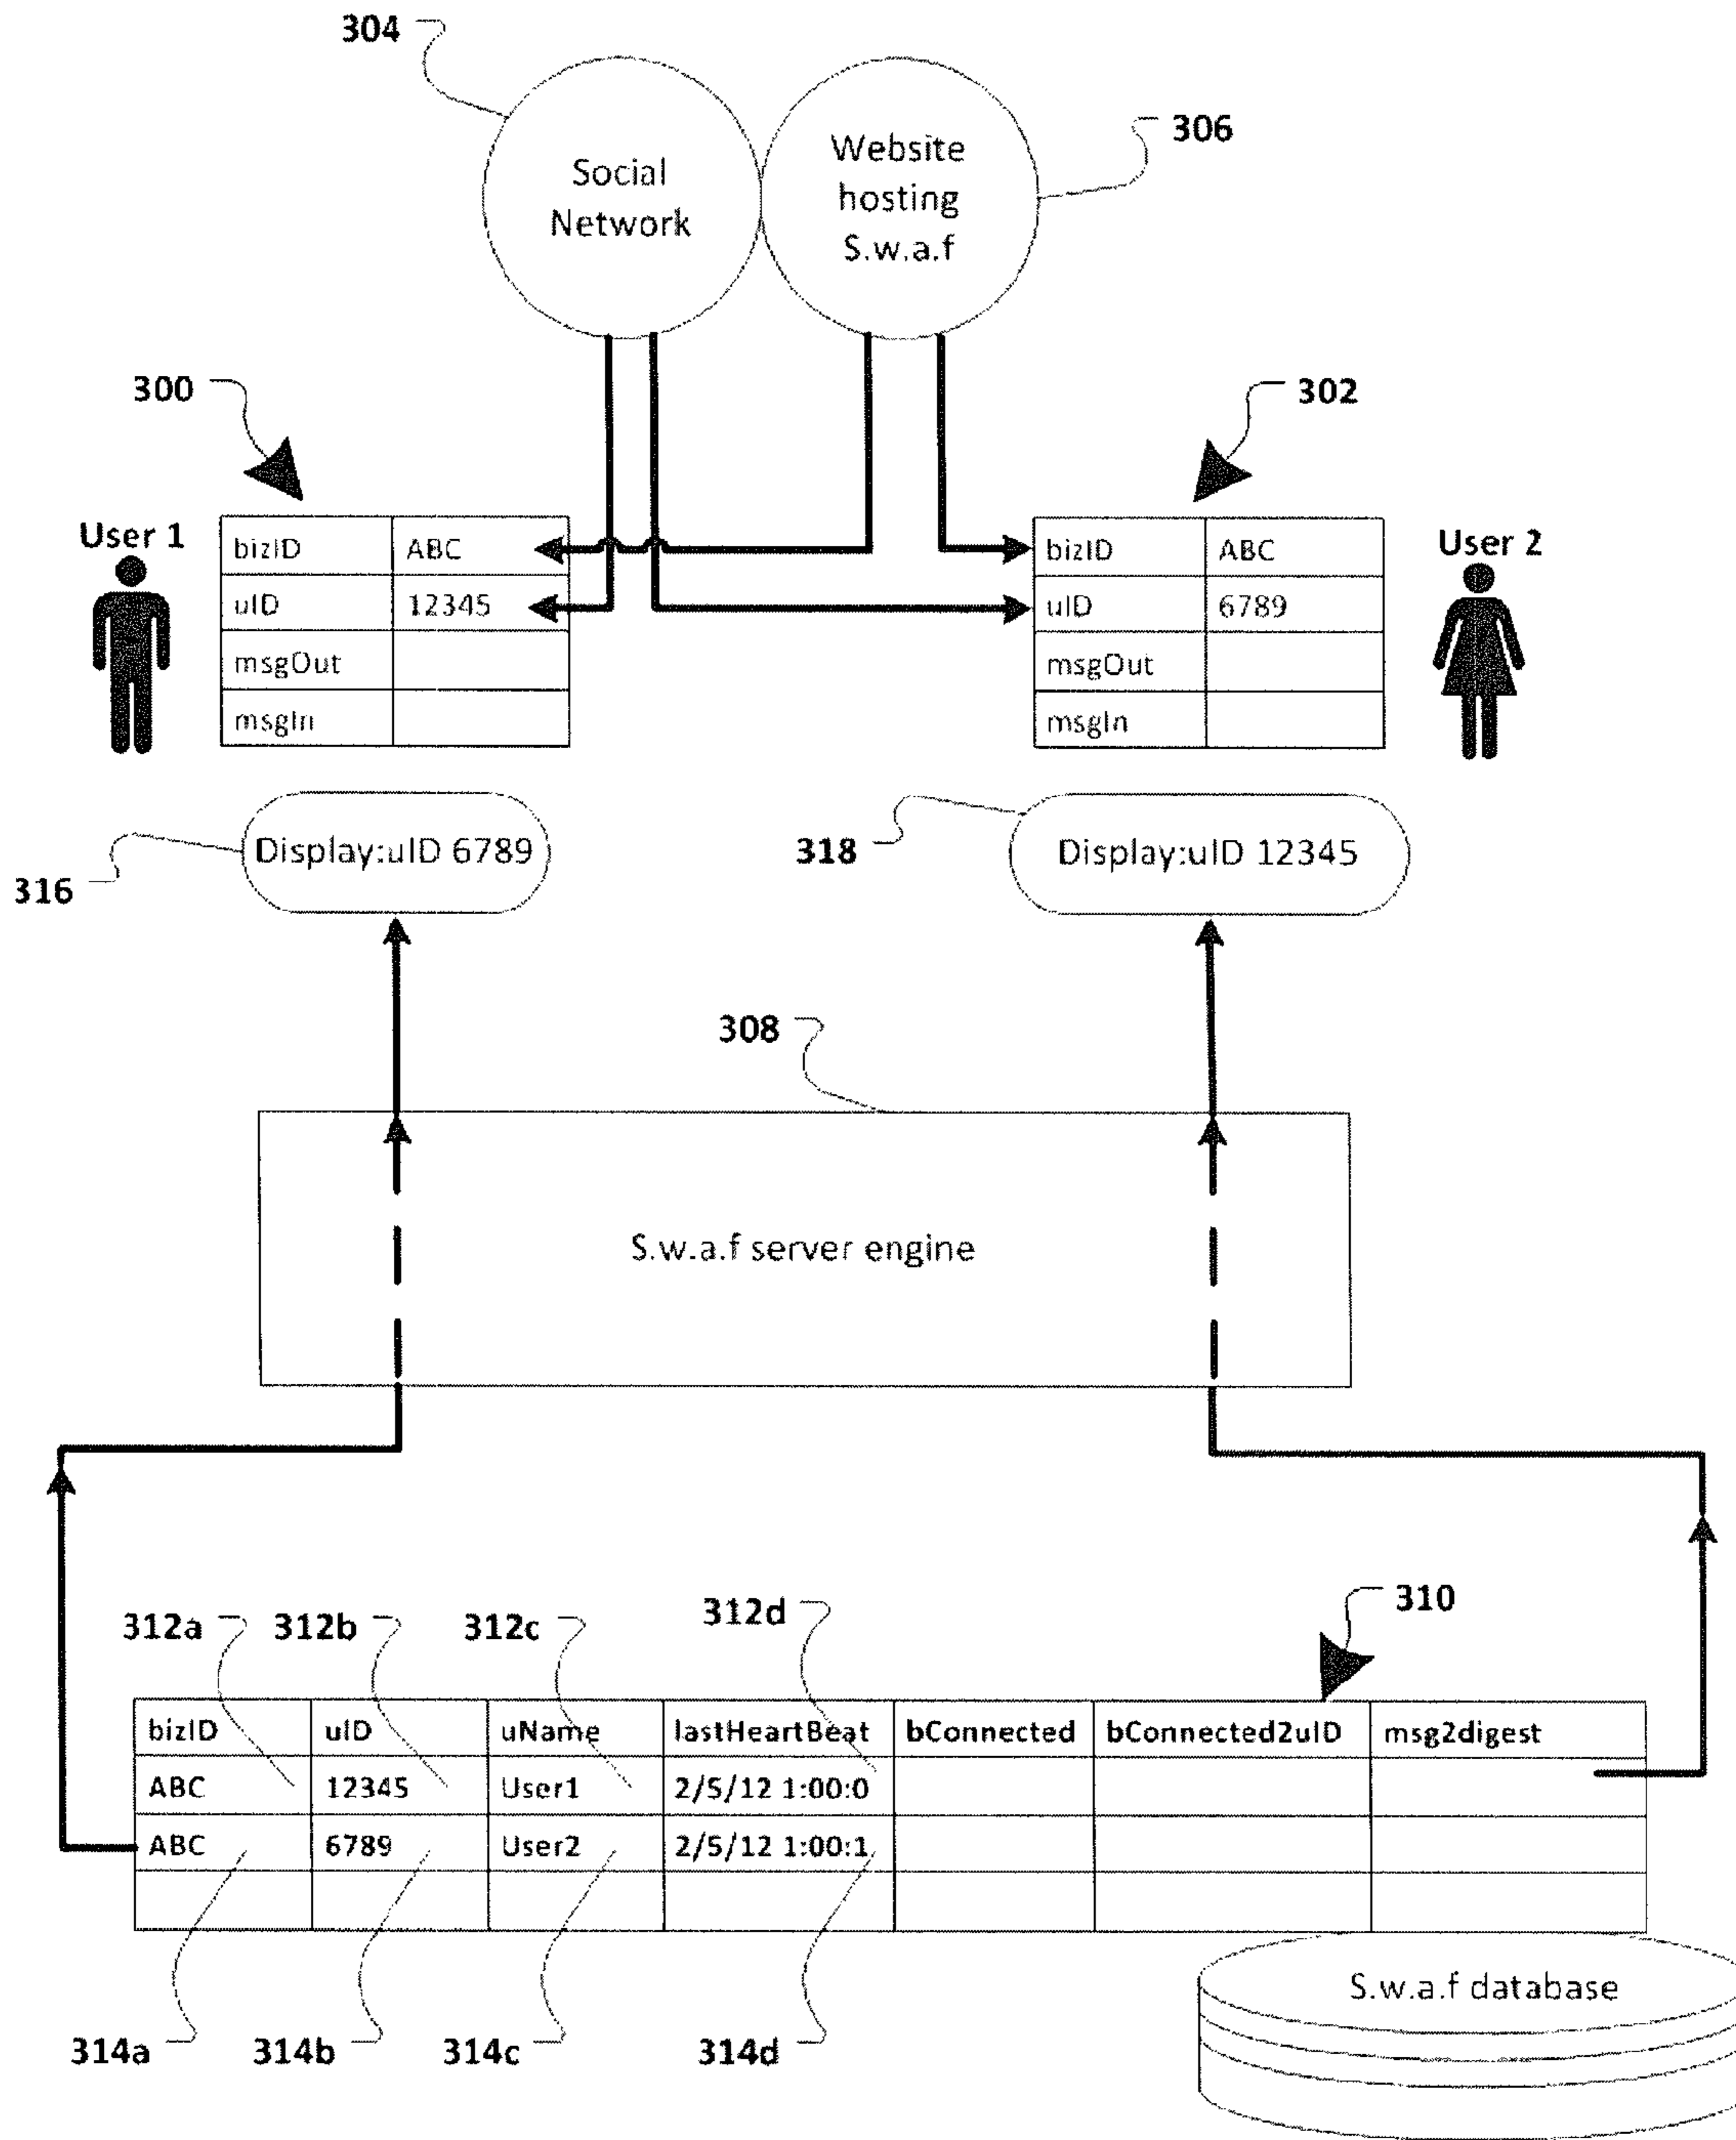 304
306
Social
Network
Website
hosting
S.w.a.f
300
302
User 1
bizID ABC
uID 12345
msgOut
msgIn
bizID ABC
uID 6789
msgOut
msgIn
User 2
Display:uID 6789
316
Display:uID 12345
318
308
S.w.a.f server engine
310
312a 312b 312c 312d
bizID uID uName lastHeartBeat bConnected bConnected2uID msg2digest
ABC 12345 User1 2/5/12 1:00:0
ABC 6789 User2 2/5/12 1:00:1
314a 314b 314c 314d
S.w.a.f database